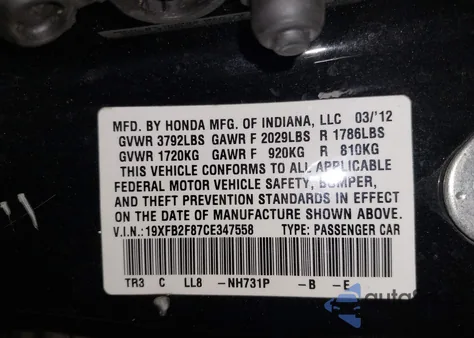 MFD. BY HONDA MFG. OF INDIANA, LLC 03/'12
GVWR 3792LBS GAWR F 2029LBS R 1786LBS
GVWR 1720KG GAWR F 920KG R 810KG
THIS VEHICLE CONFORMS TO ALL APPLICABLE
FEDERAL MOTOR VEHICLE SAFETY, BUMPER,
AND THEFT PREVENTION STANDARDS IN EFFECT
ON THE DATE OF MANUFACTURE SHOWN ABOVE.
V.I.N.:19XFB2F87CE347558 TYPE: PASSENGER CAR
TR3 C LL8 -NH731P -B -E